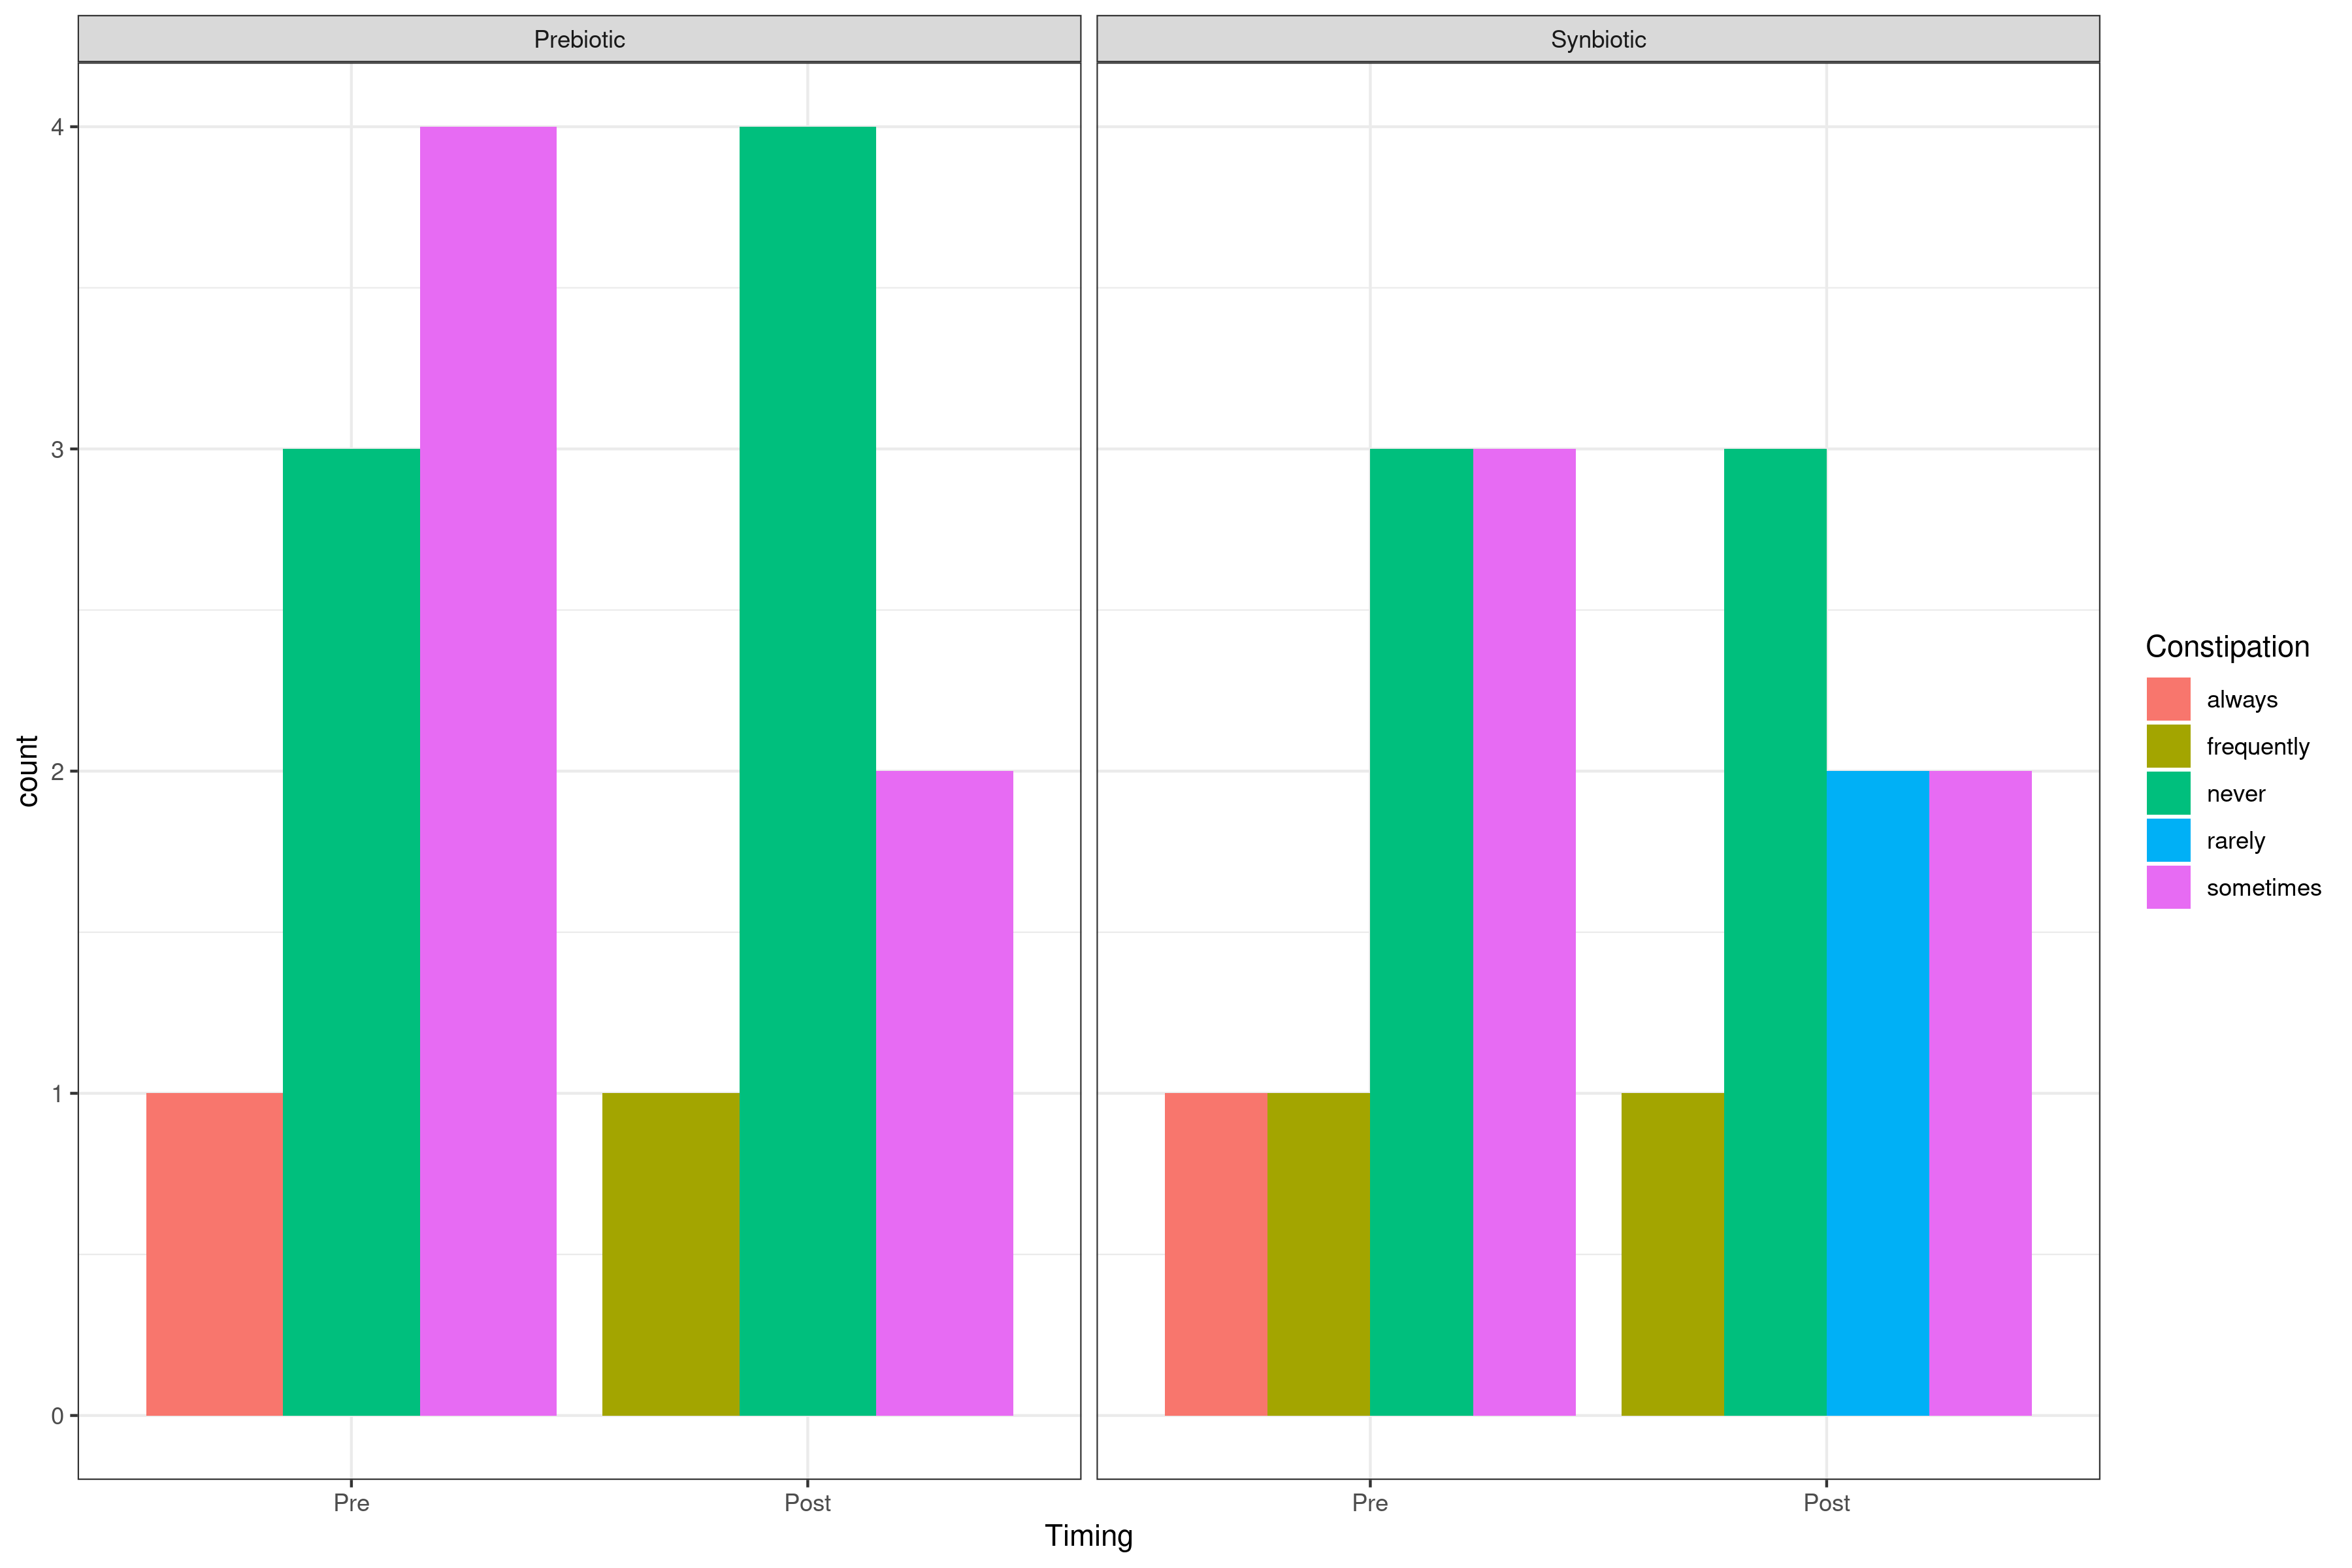 Prebiotic
Synbiotic
4
3
2
1
0
count
Pre
Post
Pre
Post
Timing
Constipation
always
frequently
never
rarely
sometimes